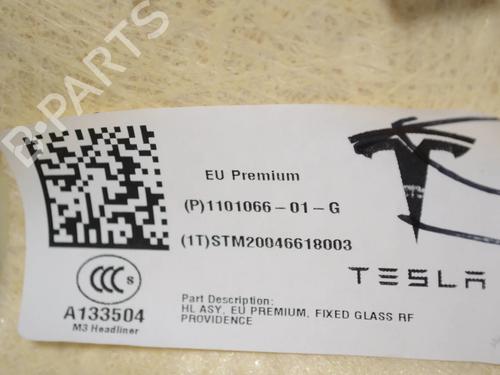 B-PARTS
EU Premium
(P)1101066-01-G
(1T)STM20046618003
TESLA
CCC S
A133504
M3 Headliner
Part Description:
HL ASY, EU PREMIUM, FIXED GLASS RF
PROVIDENCE